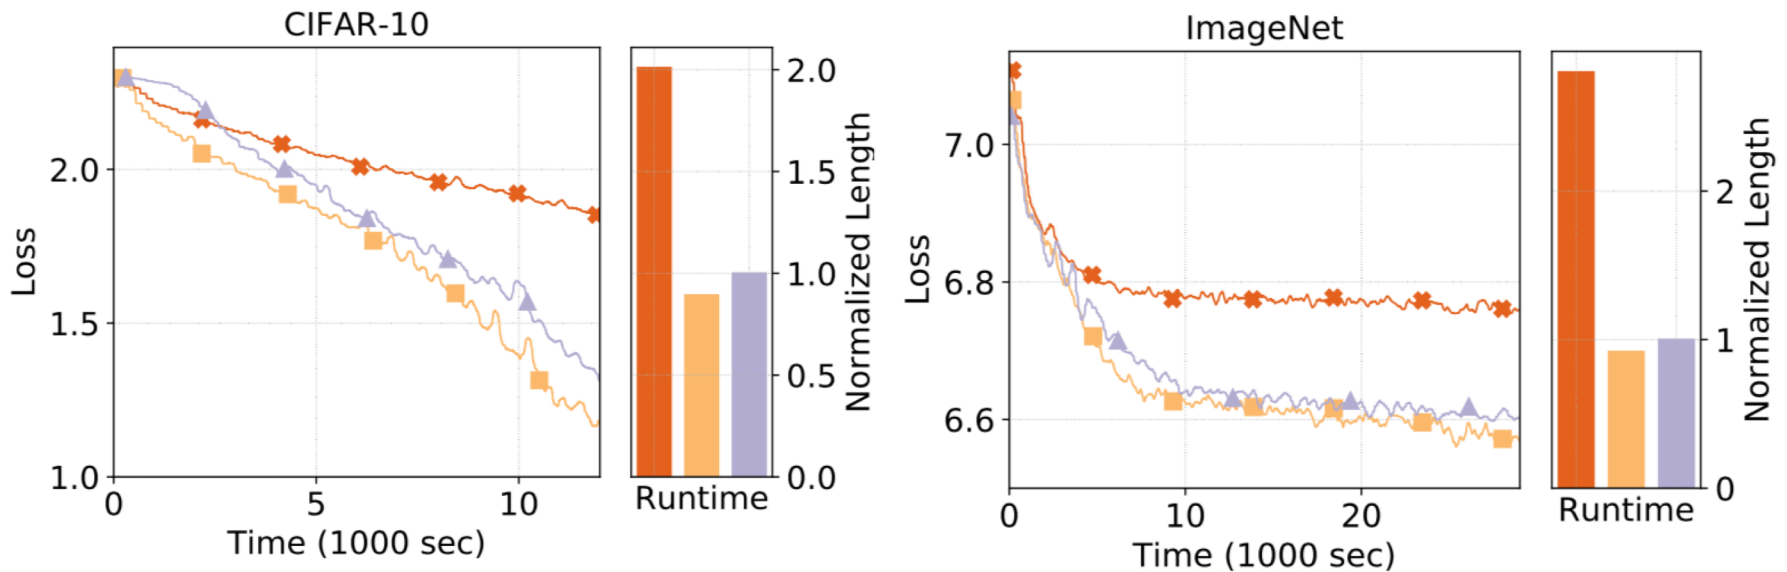 CIFAR-10
2.0
1.5
1.0
Loss
0
5
10
Time (1000 sec)
2.0
1.5
1.0
0.5
0.0
Normalized Length
Runtime
ImageNet
7.0
6.8
6.6
Loss
0
10
20
Time (1000 sec)
2
1
0
Normalized Length
Runtime